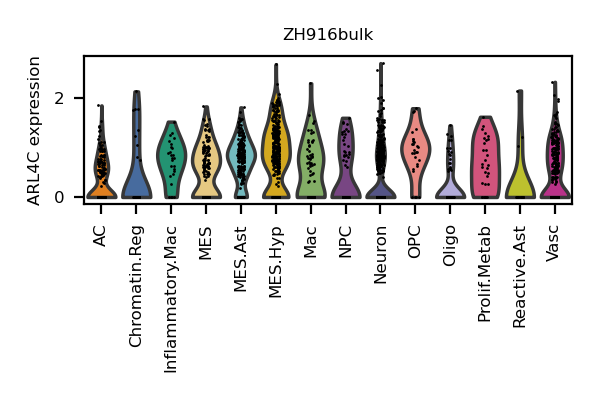 ZH916bulk
ARL4C expression
2
0
AC
Chromatin.Reg
Inflammatory.Mac
MES
MES.Ast
MES.Hyp
Mac
NPC
Neuron
OPC
Oligo
Prolif.Metab
Reactive.Ast
Vasc